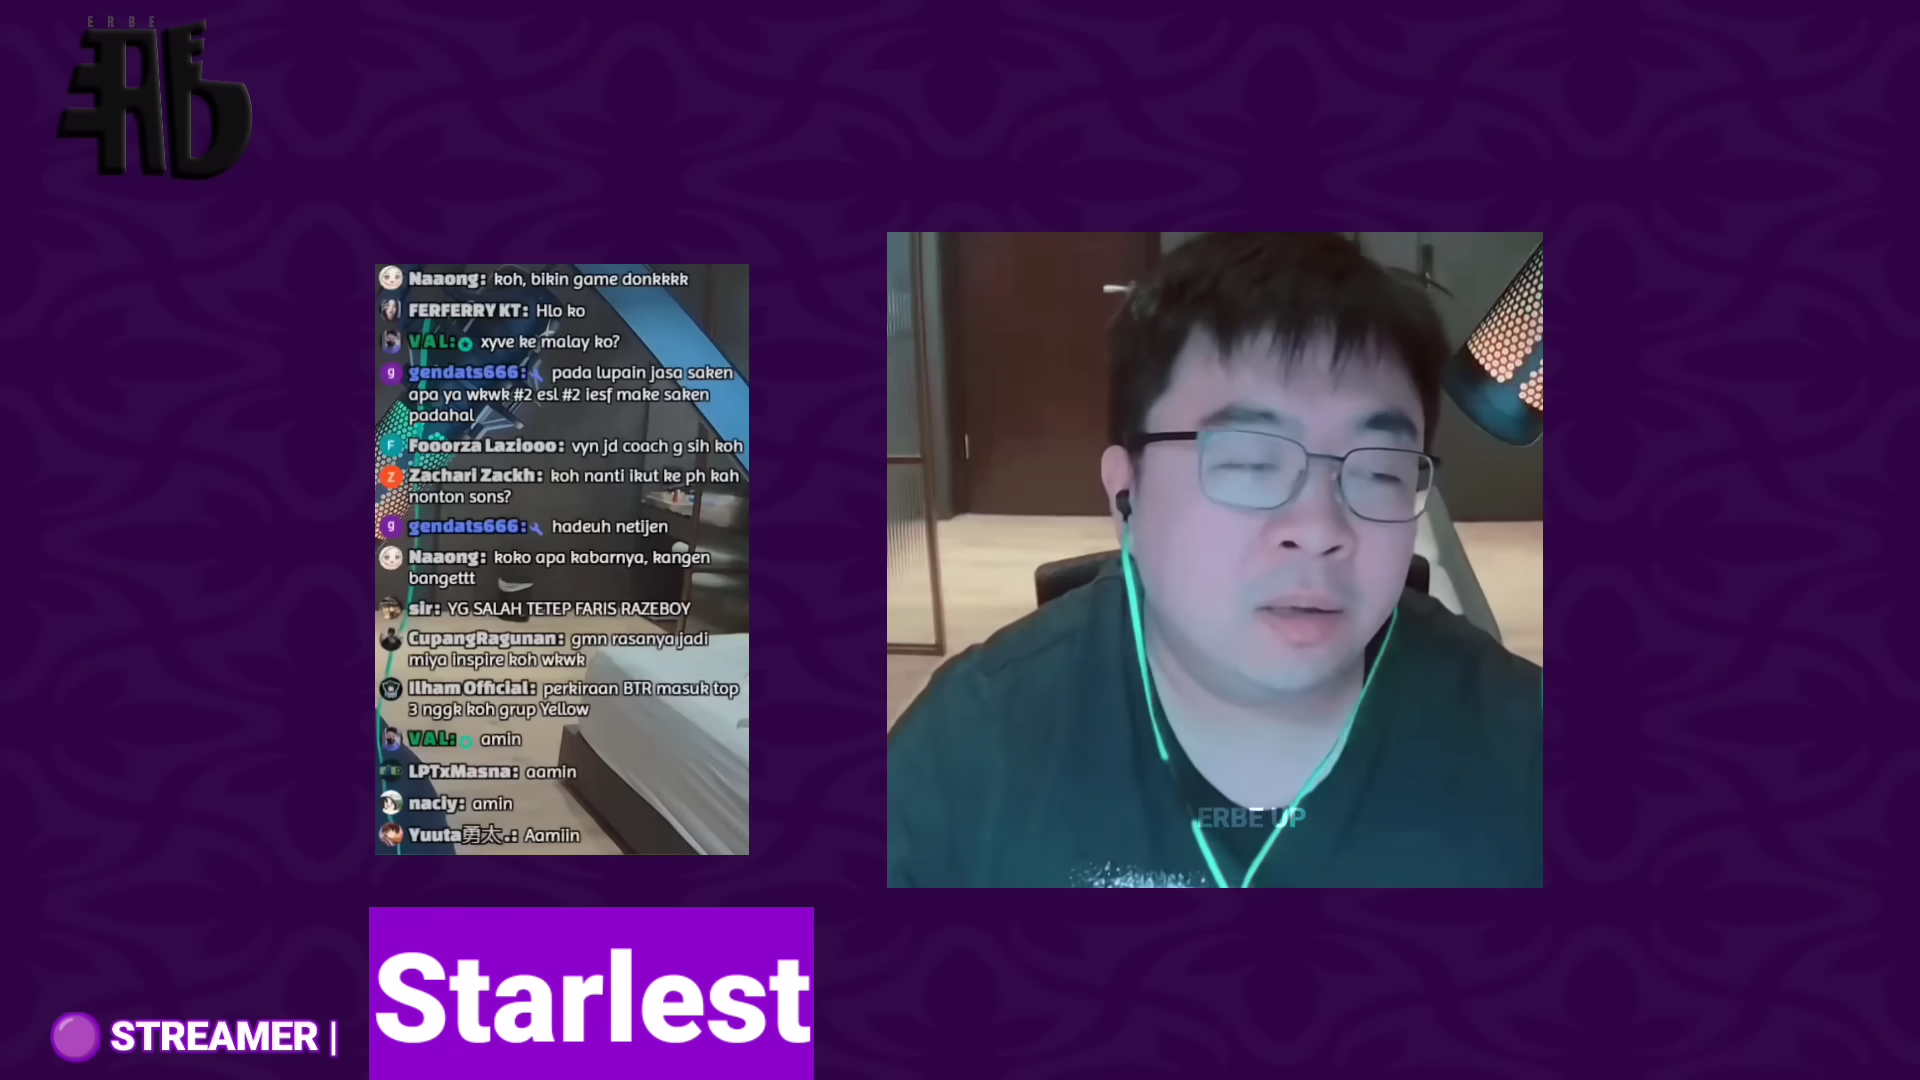 ERBE
Naaong: koh, bikin game donkkkk
FERFERRY KT: Hlo ko
VAL: xyve ke malay ko?
g gendats666: pada lupain jasa saken
apa ya wkwk #2 esl #2 iesf make saken
padahal
F Fooorza Laziooo: vyn jd coach g sih koh
Z Zachari Zackh: koh nanti ikut ke ph kah
nonton sons?
g gendats666: hadeuh netijen
Naaong: koko apa kabarnya, kangen
bangettt
sir: YG SALAH TETEP FARIS RAZEBOY
CupangRagunan: gmn rasanya jadi
miya inspire koh wkwk
Ilham Official: perkiraan BTR masuk top
3 nggk koh grup Yellow
VAL: amin
LPTxMasna: aamin
naciy: amin
Yuuta勇太.: Aamiin
ERBE UP
STREAMER |
Starlest